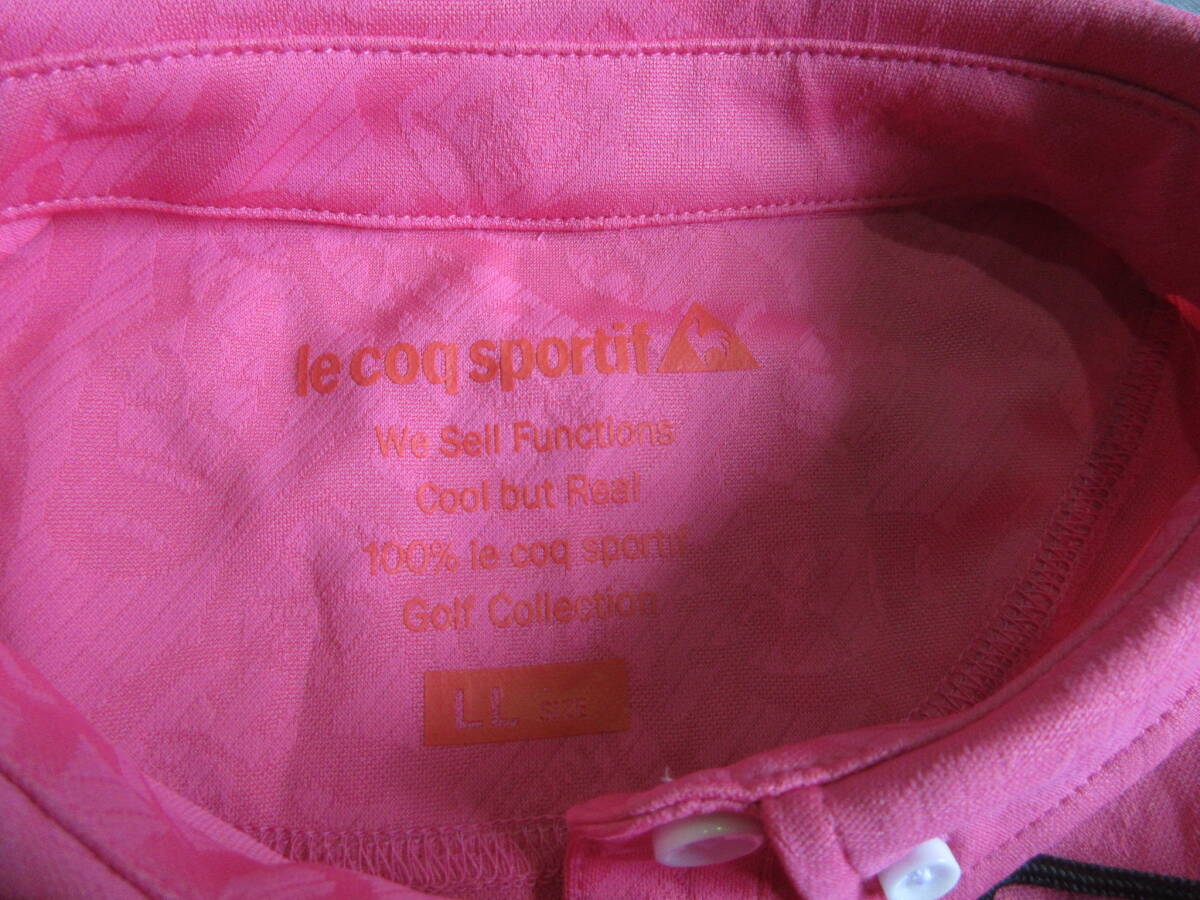 le coq sportif
We Sell Functions
Cool but Real
100% le coq sportif
Golf Collection
LL SIZE